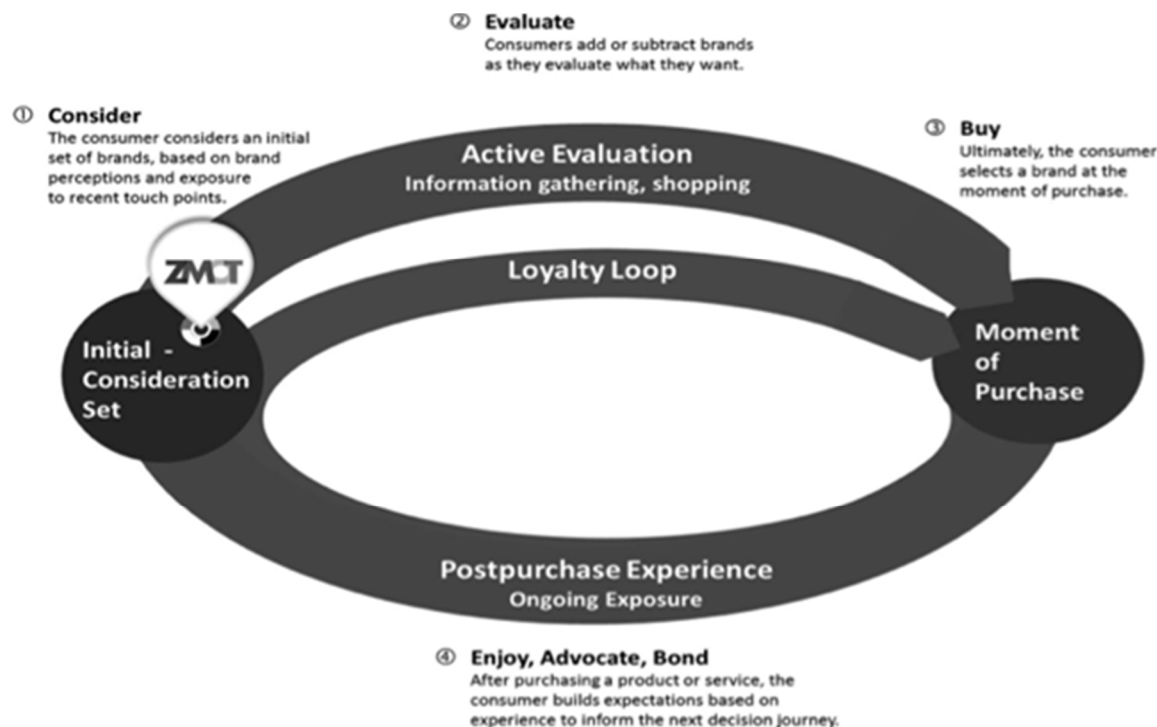 ② Evaluate
Consumers add or subtract brands
as they evaluate what they want.
① Consider
The consumer considers an initial
set of brands, based on brand
perceptions and exposure
to recent touch points.
③ Buy
Ultimately, the consumer
selects a brand at the
moment of purchase.
Active Evaluation
Information gathering, shopping
ZMOT
Loyalty Loop
Initial -
Consideration
Set
Moment
of
Purchase
Postpurchase Experience
Ongoing Exposure
④ Enjoy, Advocate, Bond
After purchasing a product or service, the
consumer builds expectations based on
experience to inform the next decision journey.